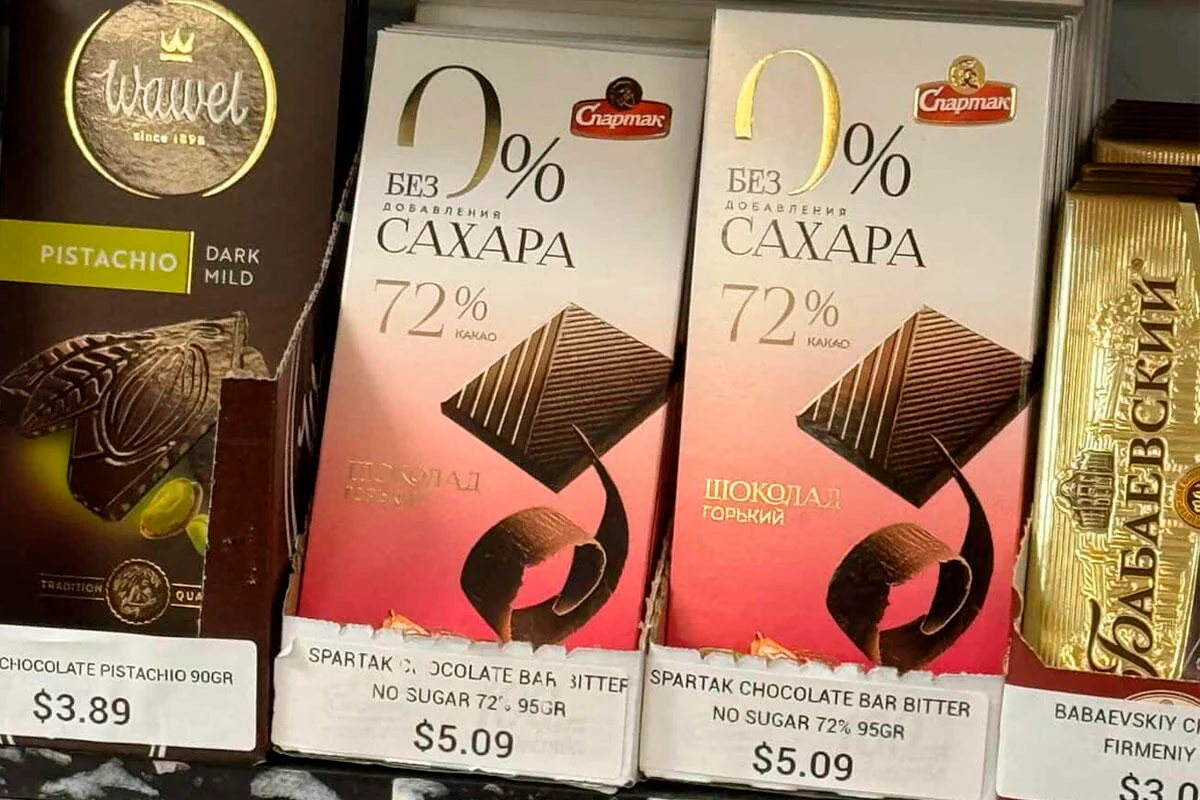 Wawel
since 1898
PISTACHIO
DARK
MILD
TRADITION
CHOCOLATE PISTACHIO 90GR
$3.89
Спартак
0%
БЕЗ
ДОБАВЛЕНИЯ
САХАРА
72%
КАКАО
ШОКОЛАД
ГОРЬКИЙ
SPARTAK CHOCOLATE BAR BITTER
NO SUGAR 72% 95GR
$5.09
Спартак
0%
БЕЗ
ДОБАВЛЕНИЯ
САХАРА
72%
КАКАО
ШОКОЛАД
ГОРЬКИЙ
SPARTAK CHOCOLATE BAR BITTER
NO SUGAR 72% 95GR
$5.09
БАБАЕВСКИЙ
BABAEVSKIY
FIRMENIY